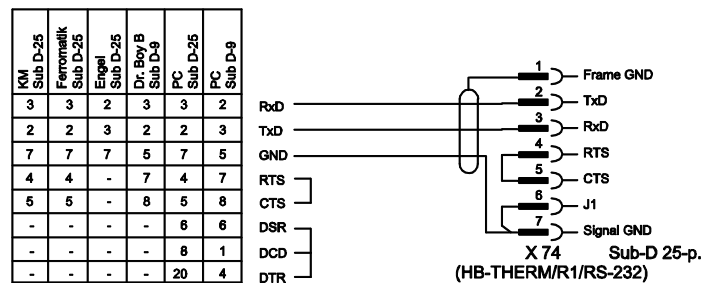 KM Sub D-25 Ferromatik Sub D-25 Engel Sub D-25 Dr. Boy B Sub D-9 PC Sub D-25 PC Sub D-9
3 3 2 3 3 2 RxD
2 2 3 2 2 3 TxD
7 7 7 5 7 5 GND
4 4 - 7 4 7 RTS
5 5 - 8 5 8 CTS
- - - - 6 6 DSR
- - - - 8 1 DCD
- - - - 20 4 DTR
1 Frame GND
2 TxD
3 RxD
4 RTS
5 CTS
6 J1
7 Signal GND
X 74 Sub-D 25-p.
(HB-THERM/R1/RS-232)